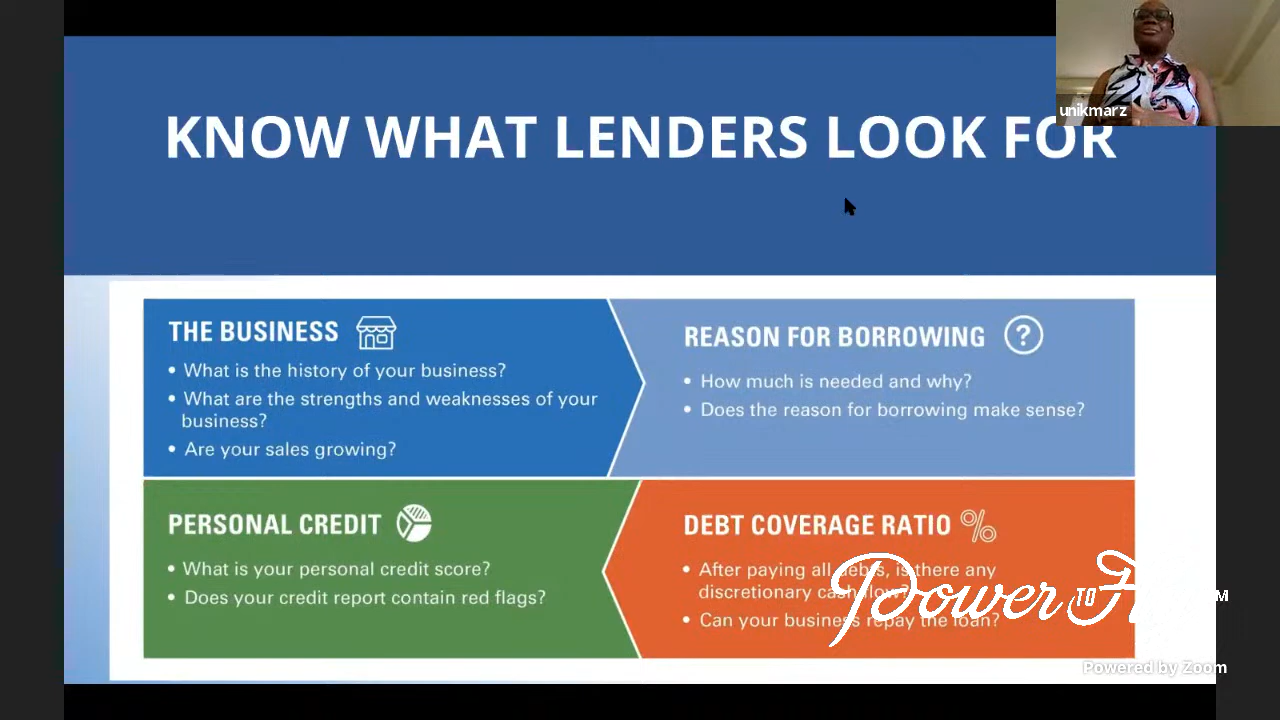 KNOW WHAT LENDERS LOOK FOR
unikmarz
THE BUSINESS
• What is the history of your business?
• What are the strengths and weaknesses of your
business?
• Are your sales growing?
REASON FOR BORROWING ?
• How much is needed and why?
• Does the reason for borrowing make sense?
PERSONAL CREDIT
• What is your personal credit score?
• Does your credit report contain red flags?
DEBT COVERAGE RATIO %
• After paying all debts, is there any
discretionary cash flow?
• Can your business repay the loan?
Power TO
Powered by Zoom